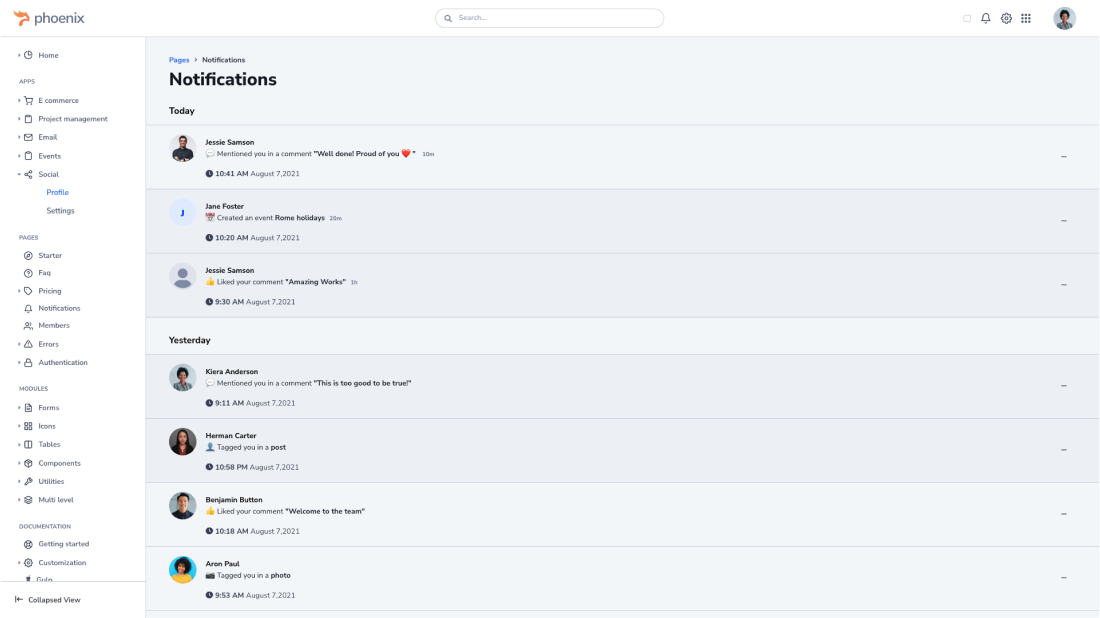 phoenix
Search...
Home
APPS
E commerce
Project management
Email
Events
Social
Profile
Settings
PAGES
Starter
Faq
Pricing
Notifications
Members
Errors
Authentication
MODULES
Forms
Icons
Tables
Components
Utilities
Multi level
DOCUMENTATION
Getting started
Customization
Gulp
Collapsed View
Pages > Notifications
Notifications
Today
Jessie Samson
💬 Mentioned you in a comment "Well done! Proud of you ❤️ " 10m
10:41 AM August 7,2021
J
Jane Foster
📅 Created an event Rome holidays 20m
10:20 AM August 7,2021
Jessie Samson
👍 Liked your comment "Amazing Works" 1h
9:30 AM August 7,2021
Yesterday
Kiera Anderson
💬 Mentioned you in a comment "This is too good to be true!"
9:11 AM August 7,2021
Herman Carter
👤 Tagged you in a post
10:58 PM August 7,2021
Benjamin Button
👍 Liked your comment "Welcome to the team"
10:18 AM August 7,2021
Aron Paul
📷 Tagged you in a photo
9:53 AM August 7,2021